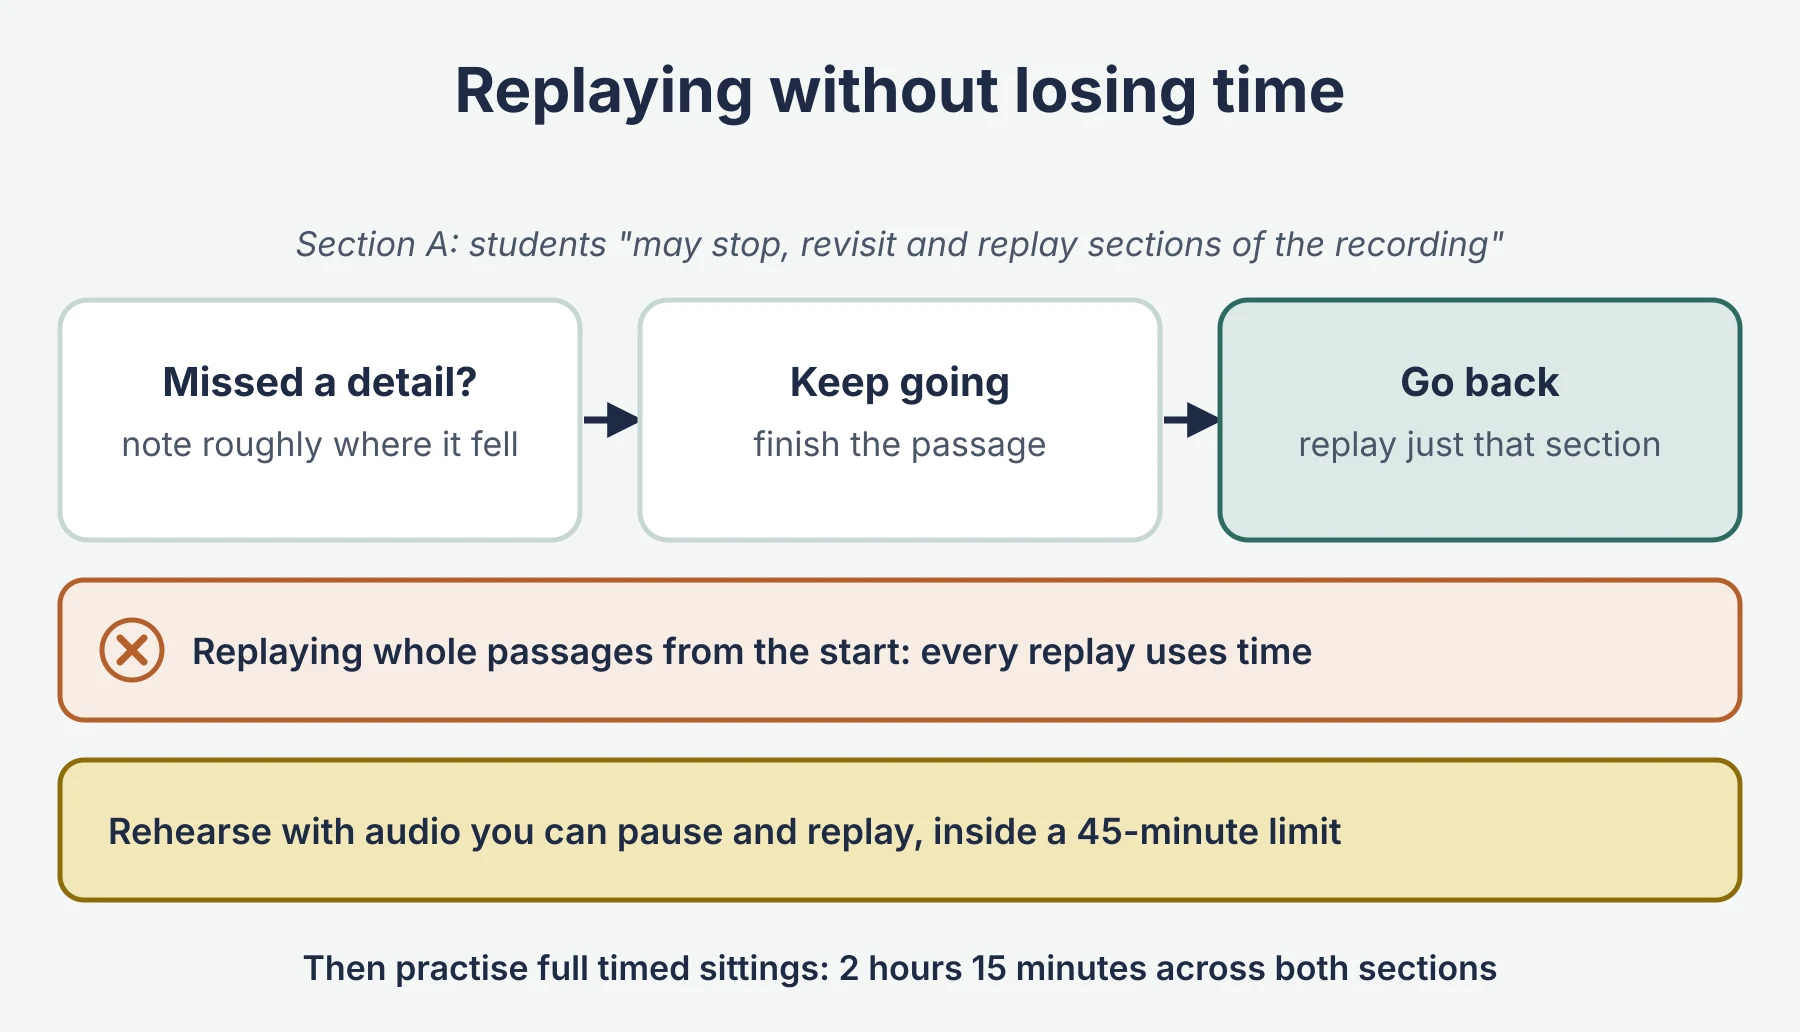 Replaying without losing time
Section A: students "may stop, revisit and replay sections of the recording"
Missed a detail?
note roughly where it fell
Keep going
finish the passage
Go back
replay just that section
Replaying whole passages from the start: every replay uses time
Rehearse with audio you can pause and replay, inside a 45-minute limit
Then practise full timed sittings: 2 hours 15 minutes across both sections